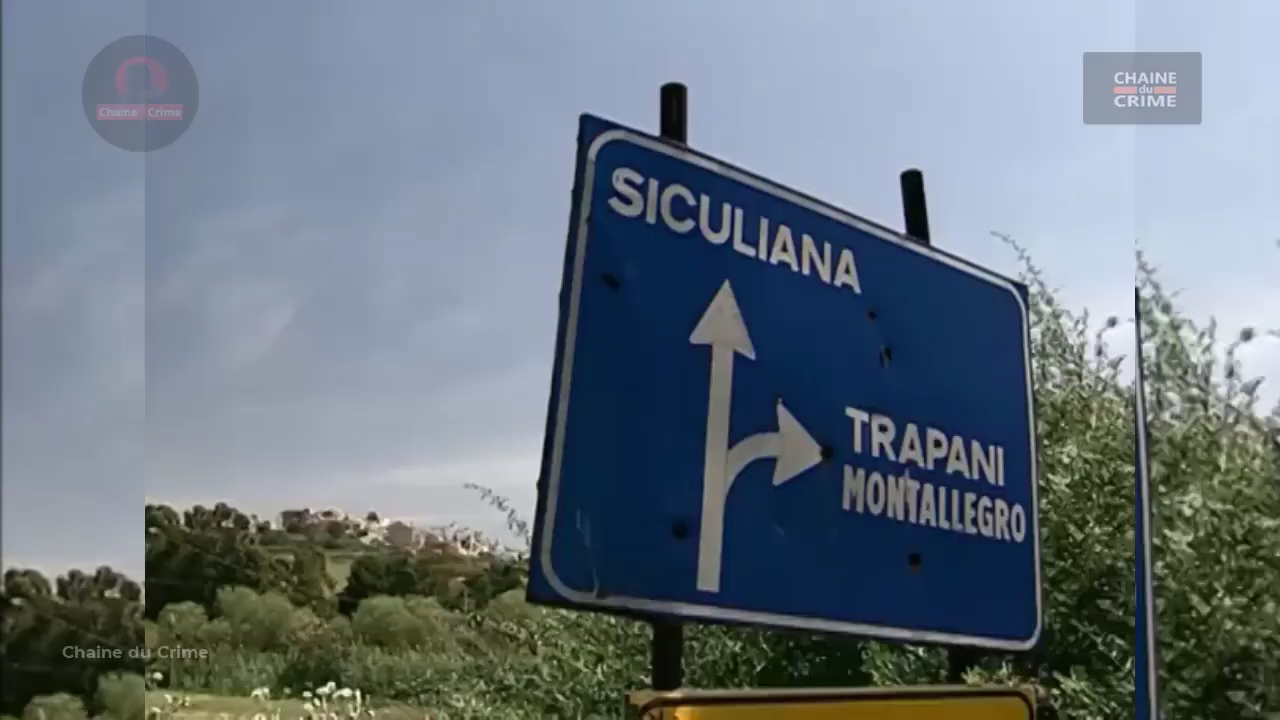 Chaine Crime
CHAINE
du
CRIME
SICULIANA
TRAPANI
MONTALLEGRO
Chaine du Crime